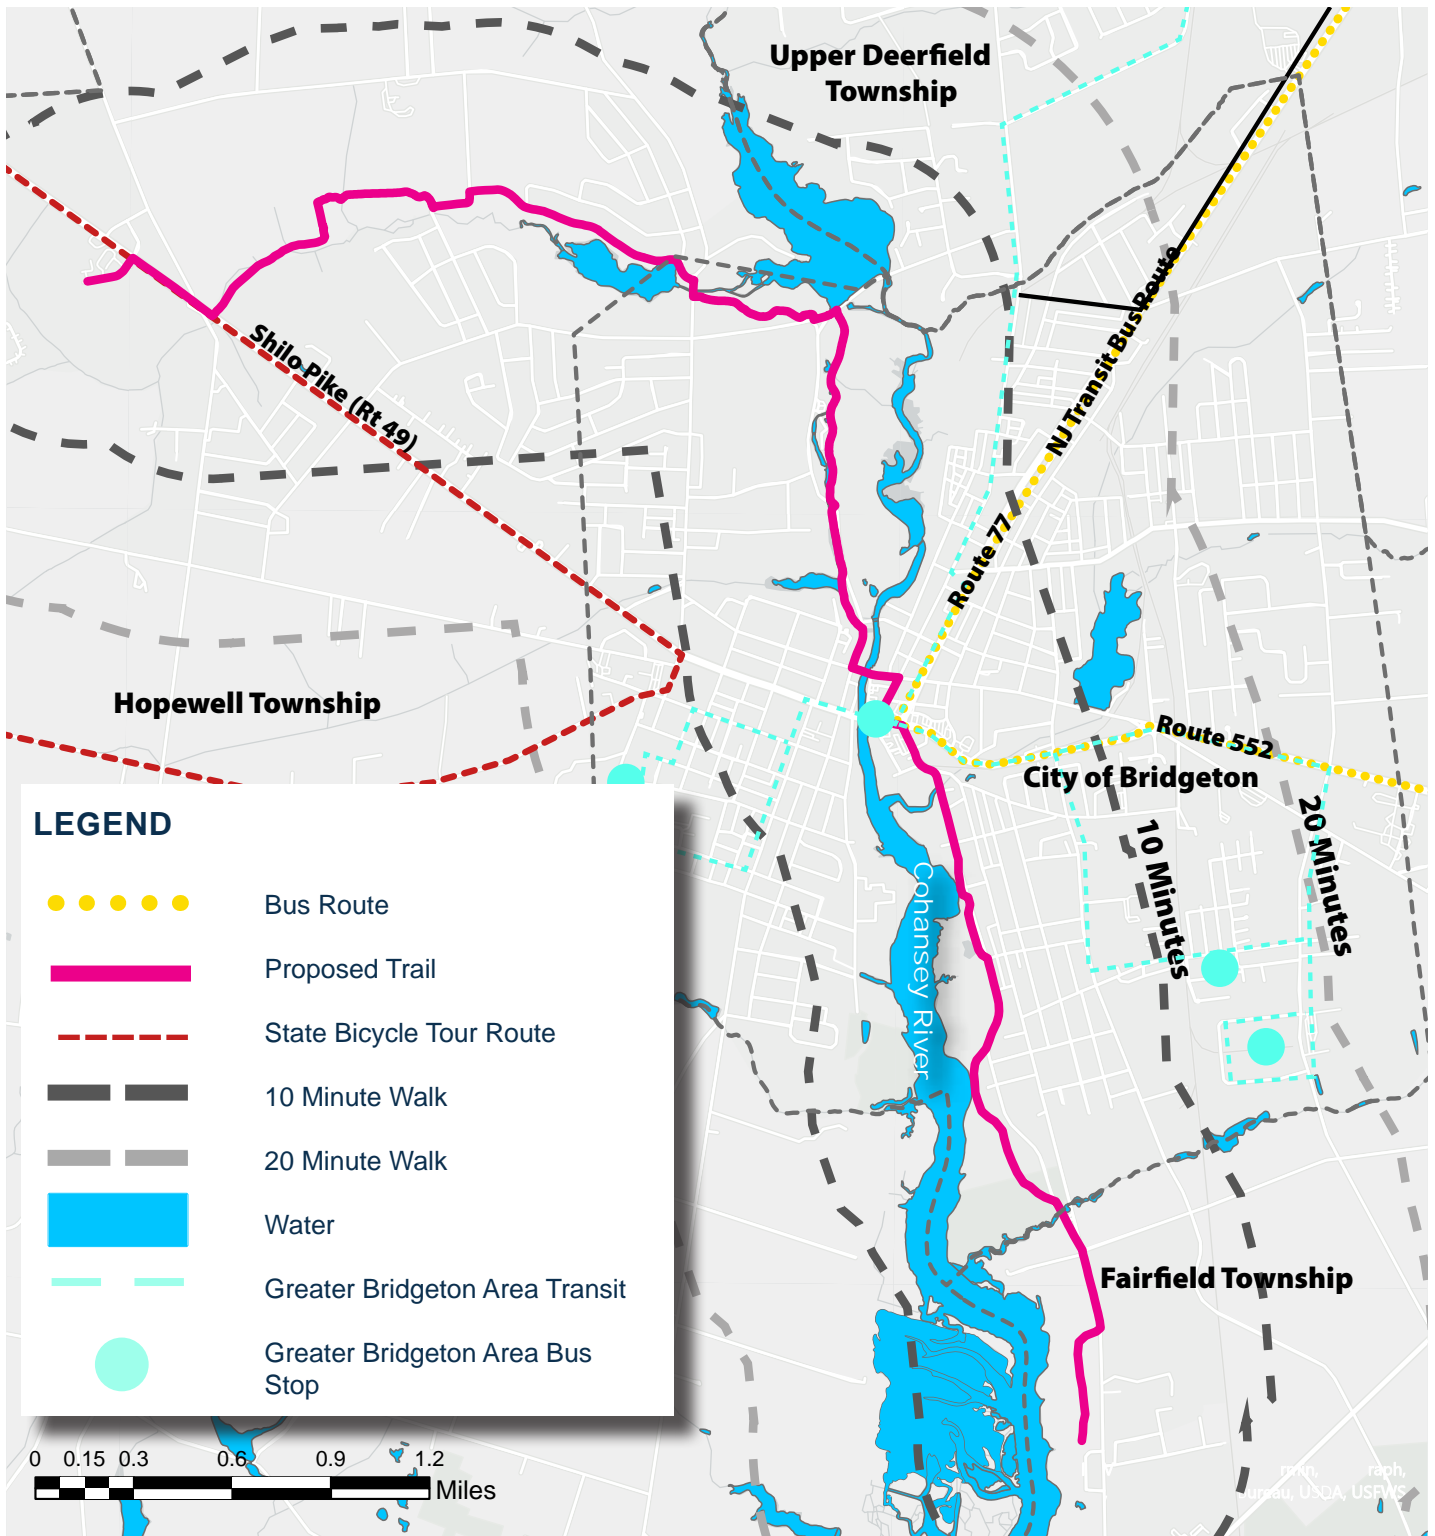 Upper Deerfield
Township
Shilo Pike (Rt 49)
NJ Transit Bus Route
Route 77
Hopewell Township
Route 552
City of Bridgeton
10 Minutes
20 Minutes
Cohansey River
Fairfield Township
LEGEND
Bus Route
Proposed Trail
State Bicycle Tour Route
10 Minute Walk
20 Minute Walk
Water
Greater Bridgeton Area Transit
Greater Bridgeton Area Bus
Stop
0 0.15 0.3 0.6 0.9 1.2
Miles
USDA, USFWS